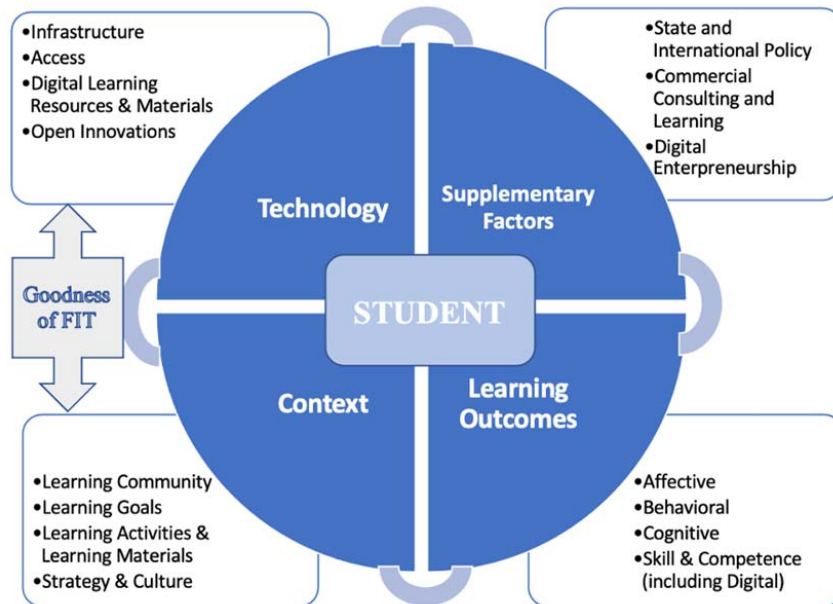 •Infrastructure
•Access
•Digital Learning
Resources & Materials
•Open Innovations
•State and
International Policy
•Commercial
Consulting and
Learning
•Digital
Enterpreneurship
Technology
Supplementary
Factors
Goodness
of FIT
STUDENT
Context
Learning
Outcomes
•Learning Community
•Learning Goals
•Learning Activities &
Learning Materials
•Strategy & Culture
•Affective
•Behavioral
•Cognitive
•Skill & Competence
(including Digital)